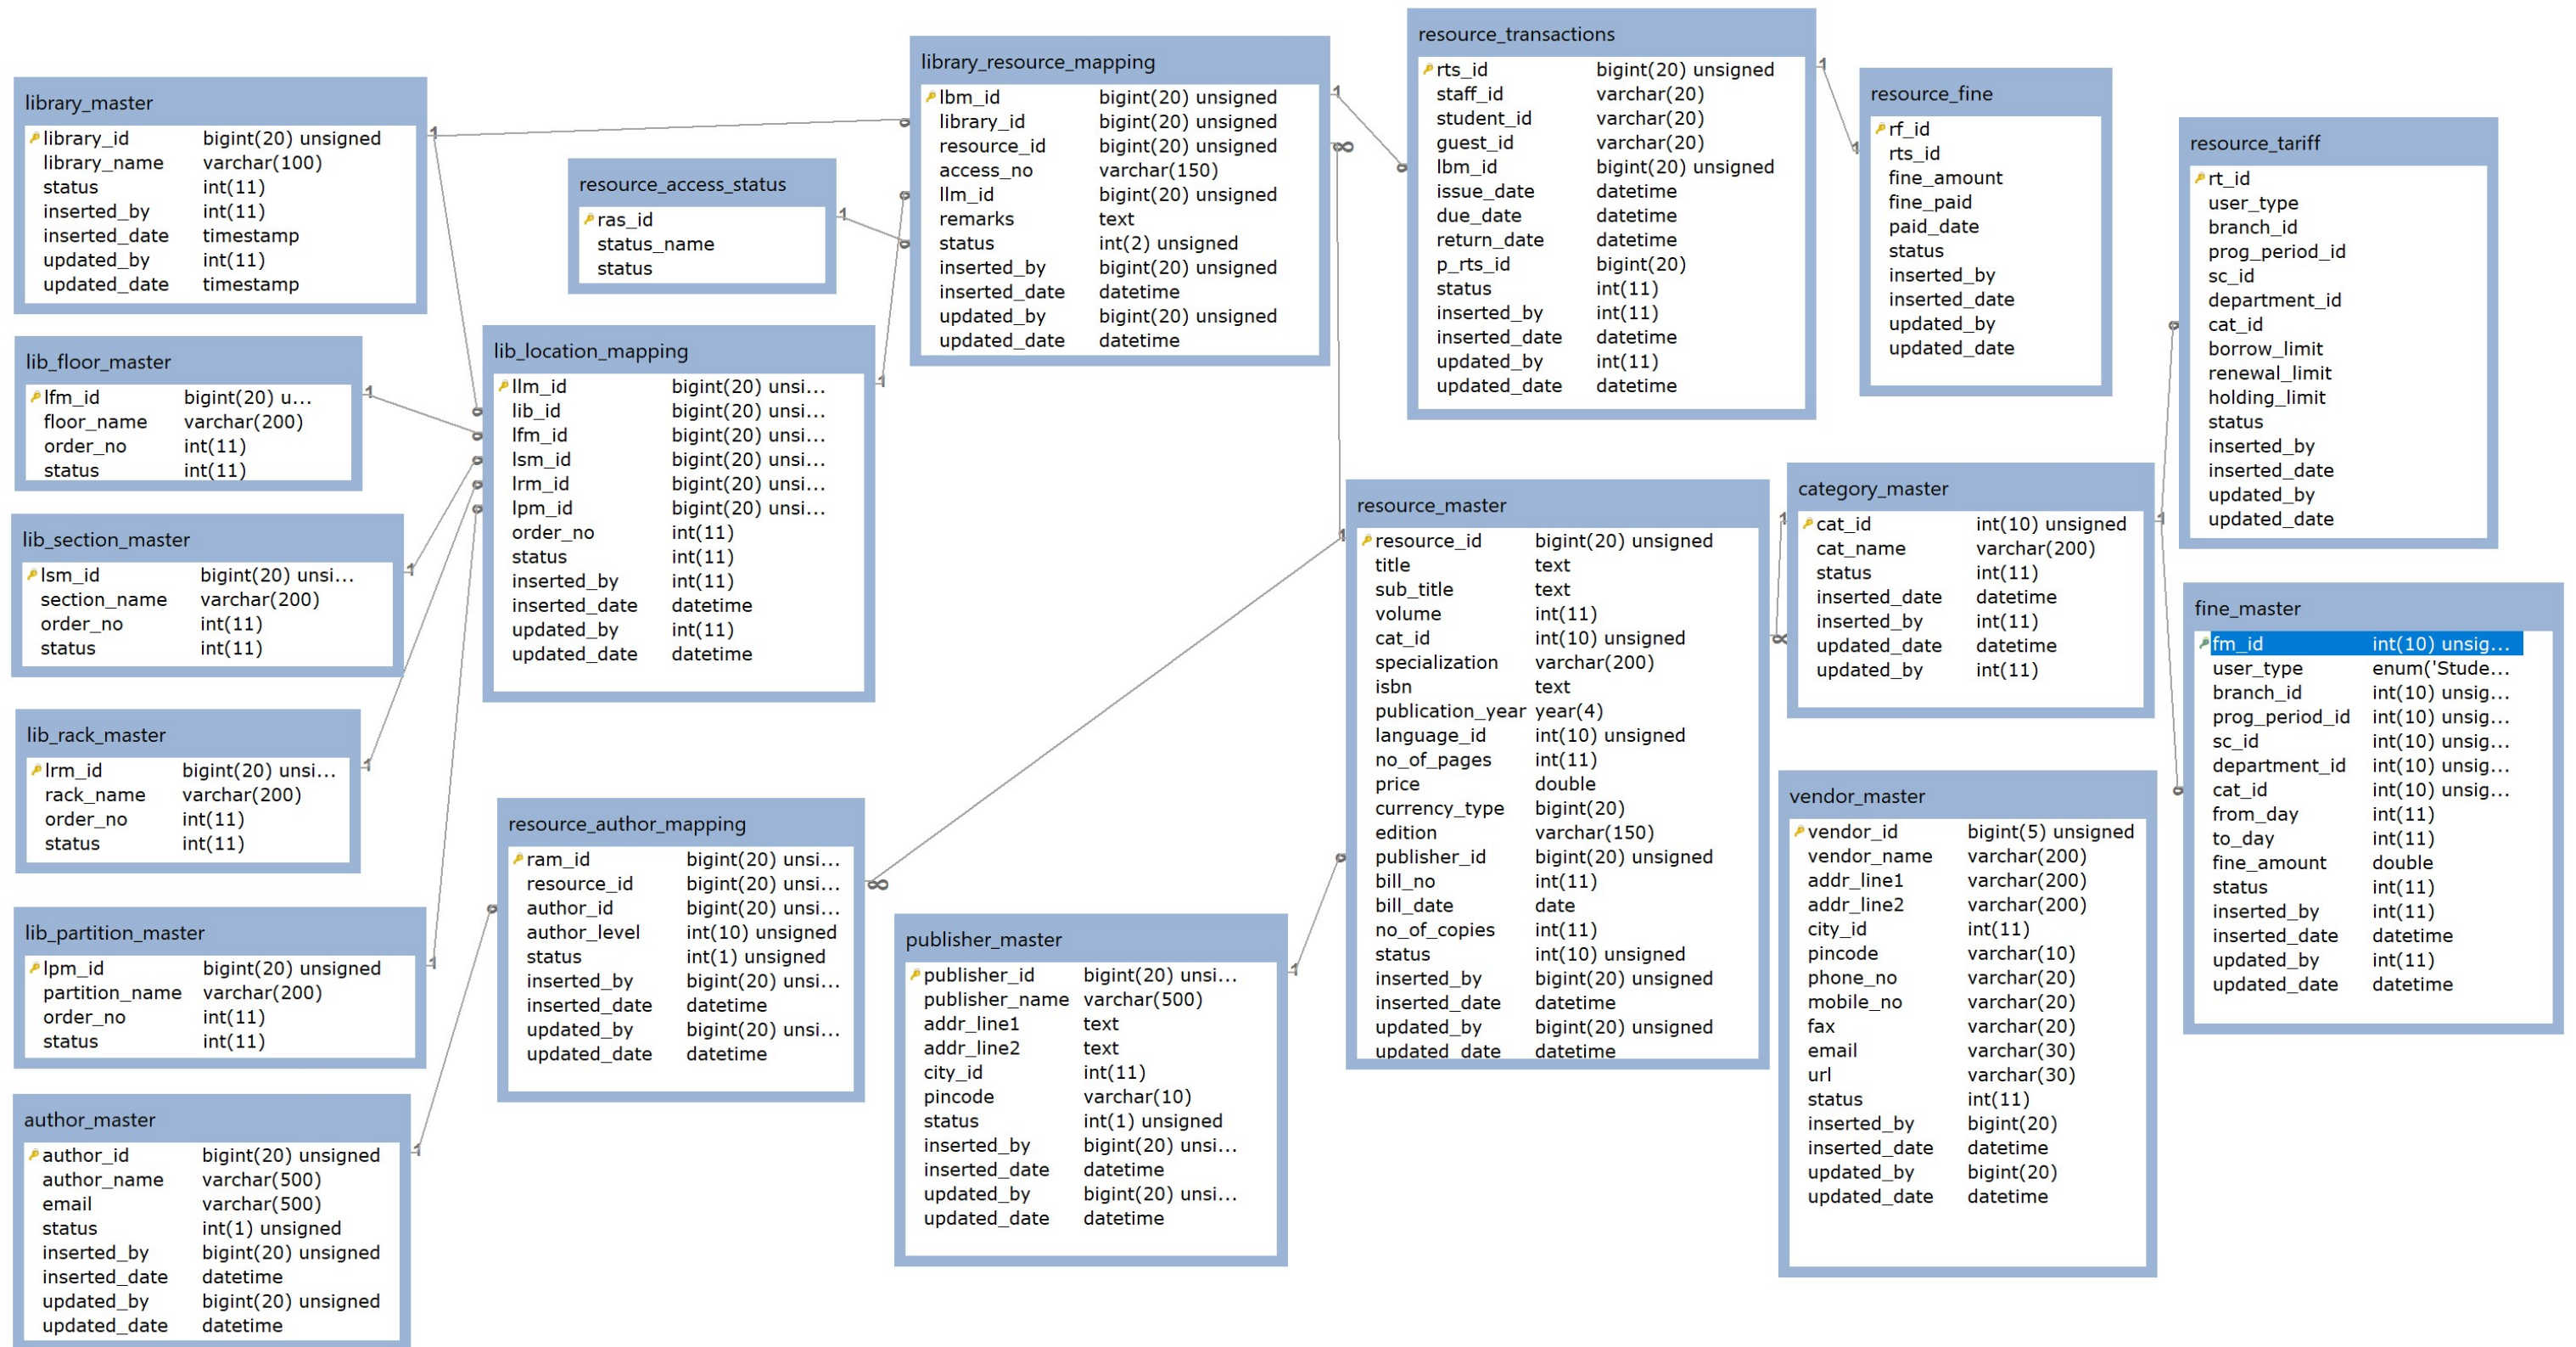 library_master
library_id bigint(20) unsigned
library_name varchar(100)
status int(11)
inserted_by int(11)
inserted_date timestamp
updated_by int(11)
updated_date timestamp
lib_floor_master
lfm_id bigint(20) u...
floor_name varchar(200)
order_no int(11)
status int(11)
lib_section_master
lsm_id bigint(20) unsi...
section_name varchar(200)
order_no int(11)
status int(11)
lib_rack_master
lrm_id bigint(20) unsi...
rack_name varchar(200)
order_no int(11)
status int(11)
lib_partition_master
lpm_id bigint(20) unsigned
partition_name varchar(200)
order_no int(11)
status int(11)
author_master
author_id bigint(20) unsigned
author_name varchar(500)
email varchar(500)
status int(1) unsigned
inserted_by bigint(20) unsigned
inserted_date datetime
updated_by bigint(20) unsigned
updated_date datetime
resource_access_status
ras_id
status_name
status
lib_location_mapping
llm_id bigint(20) unsi...
lib_id bigint(20) unsi...
lfm_id bigint(20) unsi...
lsm_id bigint(20) unsi...
lrm_id bigint(20) unsi...
lpm_id bigint(20) unsi...
order_no int(11)
status int(11)
inserted_by int(11)
inserted_date datetime
updated_by int(11)
updated_date datetime
resource_author_mapping
ram_id bigint(20) unsi...
resource_id bigint(20) unsi...
author_id bigint(20) unsi...
author_level int(10) unsigned
status int(1) unsigned
inserted_by bigint(20) unsi...
inserted_date datetime
updated_by bigint(20) unsi...
updated_date datetime
library_resource_mapping
lbm_id bigint(20) unsigned
library_id bigint(20) unsigned
resource_id bigint(20) unsigned
access_no varchar(150)
llm_id bigint(20) unsigned
remarks text
status int(2) unsigned
inserted_by bigint(20) unsigned
inserted_date datetime
updated_by bigint(20) unsigned
updated_date datetime
publisher_master
publisher_id bigint(20) unsi...
publisher_name varchar(500)
addr_line1 text
addr_line2 text
city_id int(11)
pincode varchar(10)
status int(1) unsigned
inserted_by bigint(20) unsi...
inserted_date datetime
updated_by bigint(20) unsi...
updated_date datetime
resource_transactions
rts_id bigint(20) unsigned
staff_id varchar(20)
student_id varchar(20)
guest_id varchar(20)
lbm_id bigint(20) unsigned
issue_date datetime
due_date datetime
return_date datetime
p_rts_id bigint(20)
status int(11)
inserted_by int(11)
inserted_date datetime
updated_by int(11)
updated_date datetime
resource_master
resource_id bigint(20) unsigned
title text
sub_title text
volume int(11)
cat_id int(10) unsigned
specialization varchar(200)
isbn text
publication_year year(4)
language_id int(10) unsigned
no_of_pages int(11)
price double
currency_type bigint(20)
edition varchar(150)
publisher_id bigint(20) unsigned
bill_no int(11)
bill_date date
no_of_copies int(11)
status int(10) unsigned
inserted_by bigint(20) unsigned
inserted_date datetime
updated_by bigint(20) unsigned
updated_date datetime
resource_fine
rf_id
rts_id
fine_amount
fine_paid
paid_date
status
inserted_by
inserted_date
updated_by
updated_date
category_master
cat_id int(10) unsigned
cat_name varchar(200)
status int(11)
inserted_date datetime
inserted_by int(11)
updated_date datetime
updated_by int(11)
vendor_master
vendor_id bigint(5) unsigned
vendor_name varchar(200)
addr_line1 varchar(200)
addr_line2 varchar(200)
city_id int(11)
pincode varchar(10)
phone_no varchar(20)
mobile_no varchar(20)
fax varchar(20)
email varchar(30)
url varchar(30)
status int(11)
inserted_by bigint(20)
inserted_date datetime
updated_by bigint(20)
updated_date datetime
resource_tariff
rt_id
user_type
branch_id
prog_period_id
sc_id
department_id
cat_id
borrow_limit
renewal_limit
holding_limit
status
inserted_by
inserted_date
updated_by
updated_date
fine_master
fm_id int(10) unsig...
user_type enum('Stude...
branch_id int(10) unsig...
prog_period_id int(10) unsig...
sc_id int(10) unsig...
department_id int(10) unsig...
cat_id int(10) unsig...
from_day int(11)
to_day int(11)
fine_amount double
status int(11)
inserted_by int(11)
inserted_date datetime
updated_by int(11)
updated_date datetime